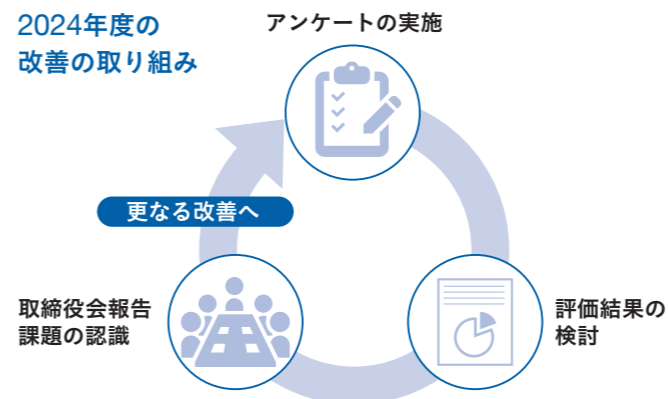 2024年度の
改善の取り組み
アンケートの実施
更なる改善へ
取締役会報告
課題の認識
評価結果の
検討